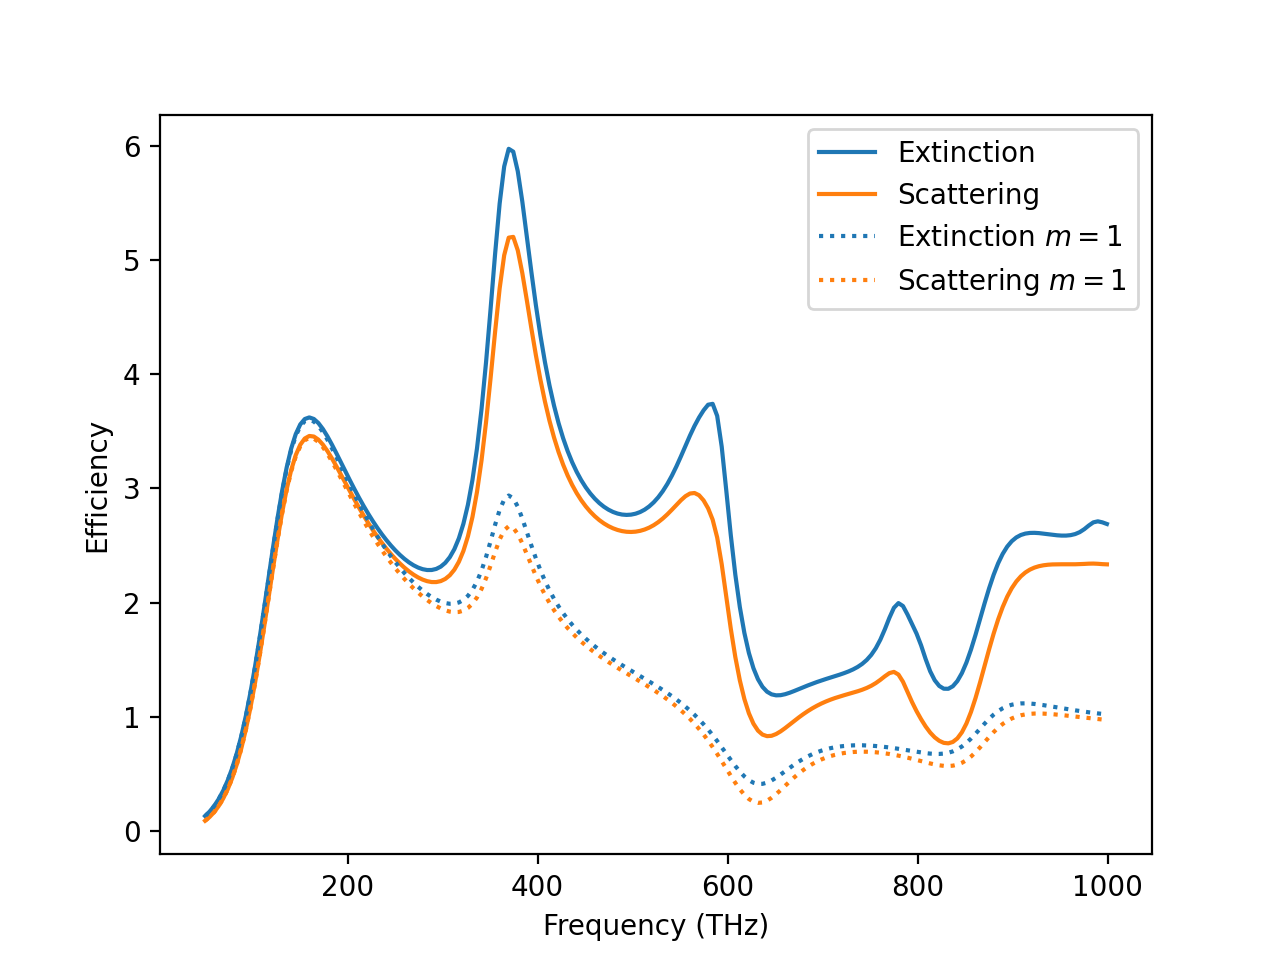 Extinction
Scattering
Extinction m = 1
Scattering m = 1
Efficiency
6
5
4
3
2
1
0
200 400 600 800 1000
Frequency (THz)